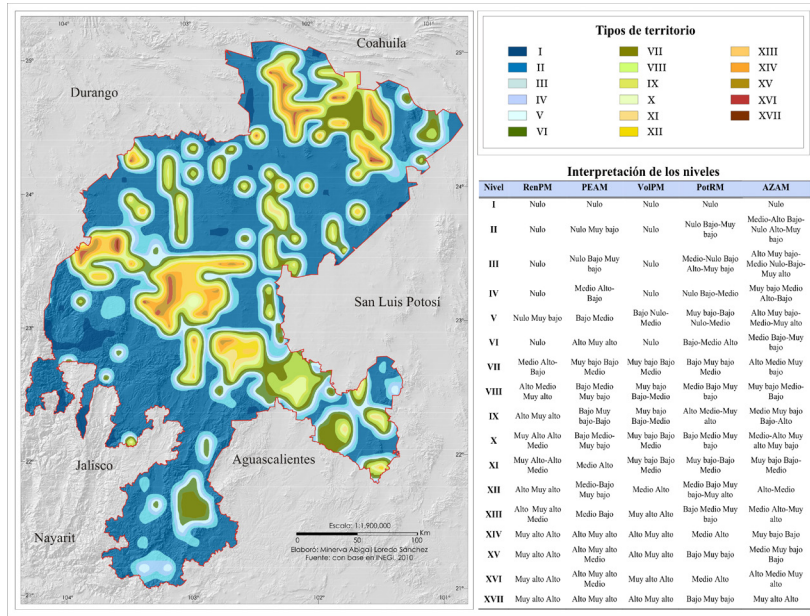 104°
103°
102°
101°
25°
25°
Coahuila
Durango
24°
24°
San Luis Potosí
23°
23°
22°
22°
Jalisco
Aguascalientes
Nayarit
Escala: 1:1,900,000
0 50 100 Km
Elaboró: Minerva Abigail Loredo Sánchez
Fuente: con base en INEGI, 2010
21°
21°
104°
103°
102°
101°
Tipos de territorio
I VII XIII
II VIII XIV
III IX XV
IV X XVI
V XI XVII
VI XII
Interpretación de los niveles
Nivel RenPM PEAM VolPM PotRM AZAM
I Nulo Nulo Nulo Nulo Nulo
II Nulo Nulo Muy bajo Nulo Nulo Bajo-Muy bajo Medio-Alto Bajo-Nulo Alto-Muy bajo
III Nulo Nulo Bajo Muy bajo Nulo Medio-Nulo Bajo Alto-Muy bajo Alto Muy bajo-Medio Nulo-Bajo-Muy alto
IV Nulo Medio Alto-Bajo Nulo Nulo Bajo-Medio Muy bajo Medio Alto-Bajo
V Nulo Muy bajo Bajo Medio Bajo Nulo-Medio Muy bajo-Bajo Nulo-Medio Alto Muy bajo-Medio-Muy alto
VI Nulo Alto Muy alto Nulo Bajo-Medio Alto Medio Bajo-Muy bajo
VII Medio Alto-Bajo Muy bajo Bajo Medio Muy bajo Bajo Medio Bajo Muy bajo Medio Alto Medio Muy bajo
VIII Alto Medio Muy alto Bajo Medio Muy bajo Muy bajo Bajo-Medio Medio Bajo Muy bajo Muy bajo Medio-Bajo
IX Alto Muy alto Bajo Muy bajo-Bajo Muy bajo Bajo-Medio Alto Medio-Muy alto Medio Muy bajo Bajo-Alto
X Muy Alto Alto Medio Bajo Medio-Muy bajo Muy bajo Bajo Medio Bajo Medio Muy bajo Medio-Alto Muy alto Muy bajo
XI Muy Alto-Alto Medio Medio Alto Muy bajo Bajo Medio Muy bajo-Bajo Medio Muy bajo Bajo-Medio
XII Alto Muy alto Medio-Bajo Muy bajo Medio Alto Medio Bajo Muy bajo-Muy alto Alto-Medio
XIII Alto Muy alto Medio Medio Bajo Muy alto Alto Bajo Medio Muy bajo Medio Alto-Muy alto
XIV Muy alto Alto Alto Muy alto Alto Muy alto Medio Alto Muy bajo Bajo
XV Muy alto Alto Alto Muy alto Medio Alto Muy alto Bajo Muy bajo Medio Muy bajo Bajo
XVI Muy alto Alto Alto Muy alto Medio Muy alto Alto Medio Alto Alto Medio Muy alto
XVII Muy alto Alto Alto Muy alto Alto Muy alto Bajo Muy bajo Muy alto Alto